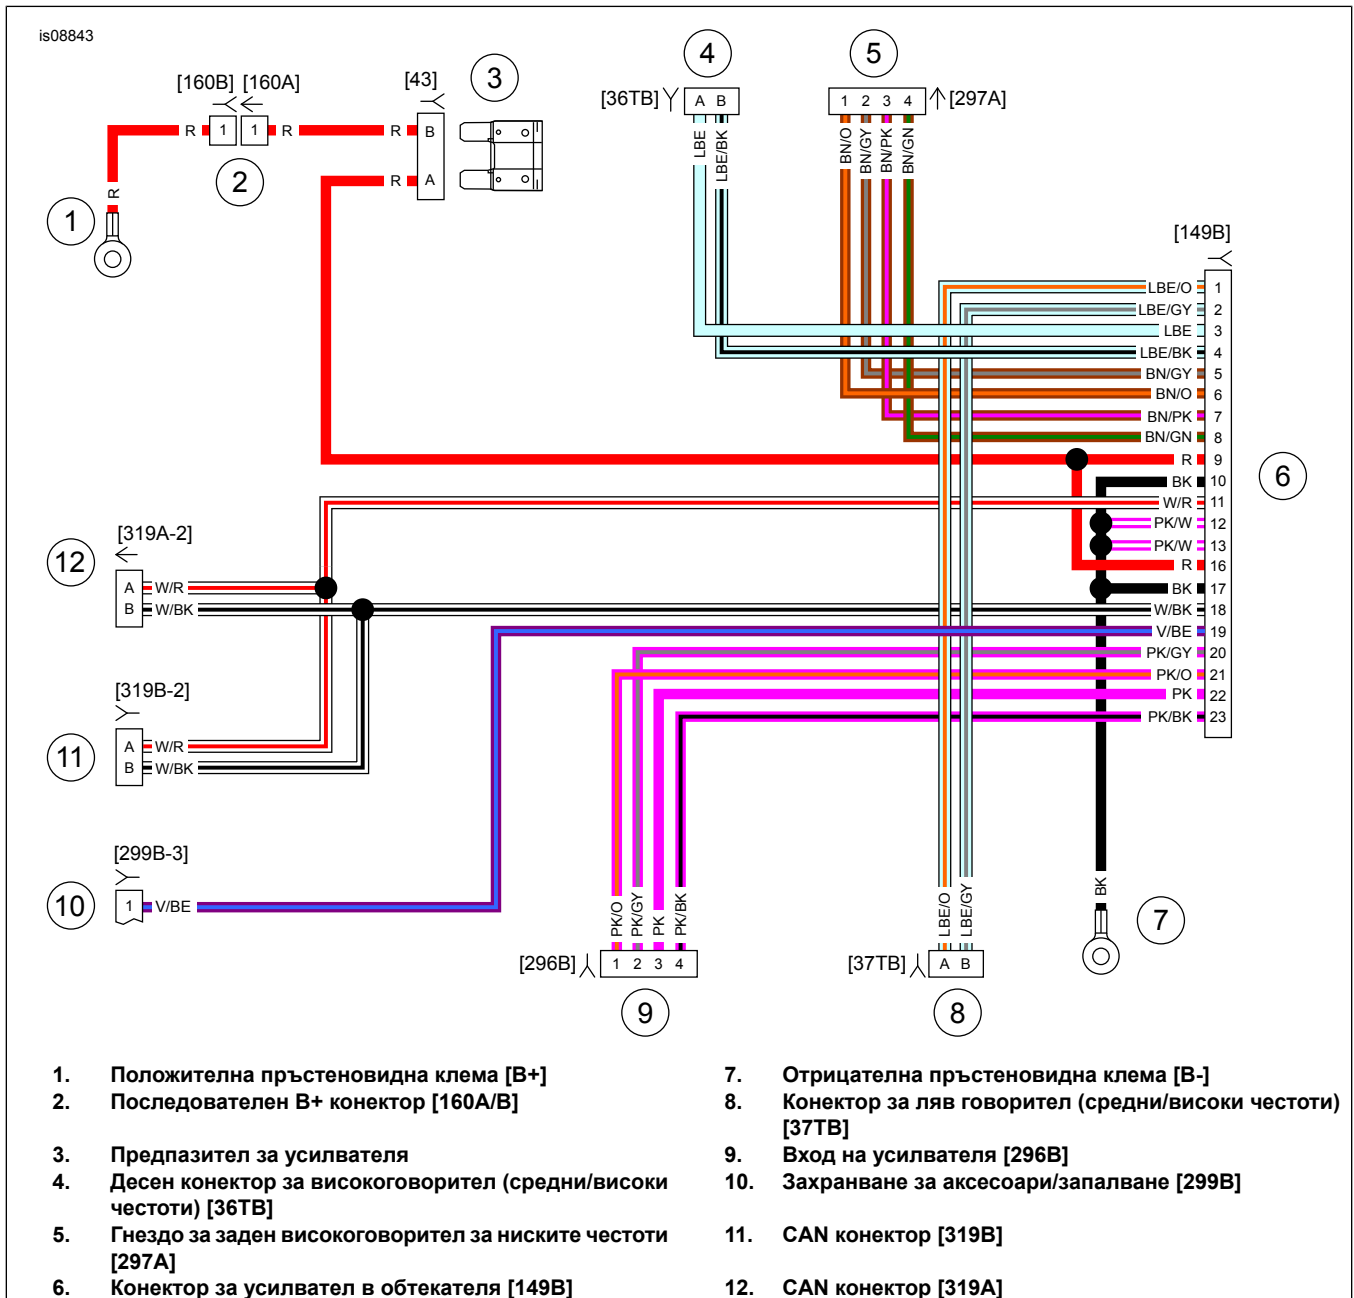 is08843
[160B] [160A]
[43]
3
4
5
[36TB] A B
1 2 3 4 [297A]
R 1 1 R
R B
R A
2
R
1
LBE
LBE/BK
BN/O
BN/GY
BN/PK
BN/GN
[149B]
LBE/O 1
LBE/GY 2
LBE 3
LBE/BK 4
BN/GY 5
BN/O 6
BN/PK 7
BN/GN 8
R 9
BK 10
W/R 11
PK/W 12
PK/W 13
R 16
BK 17
W/BK 18
V/BE 19
PK/GY 20
PK/O 21
PK 22
PK/BK 23
6
[319A-2]
12
A W/R
B W/BK
[319B-2]
11
A W/R
B W/BK
[299B-3]
10
1 V/BE
PK/O
PK/GY
PK
PK/BK
[296B] 1 2 3 4
9
LBE/O
LBE/GY
[37TB] A B
8
BK
7
1. Положителна пръстеновидна клема [B+]
2. Последователен B+ конектор [160A/B]
3. Предпазител за усилвателя
4. Десен конектор за високоговорител (средни/високи
честоти) [36TB]
5. Гнездо за заден високоговорител за ниските честоти
[297A]
6. Конектор за усилвател в обтекателя [149B]
7. Отрицателна пръстеновидна клема [B-]
8. Конектор за ляв говорител (средни/високи честоти)
[37TB]
9. Вход на усилвателя [296B]
10. Захранване за аксесоари/запалване [299B]
11. CAN конектор [319B]
12. CAN конектор [319A]